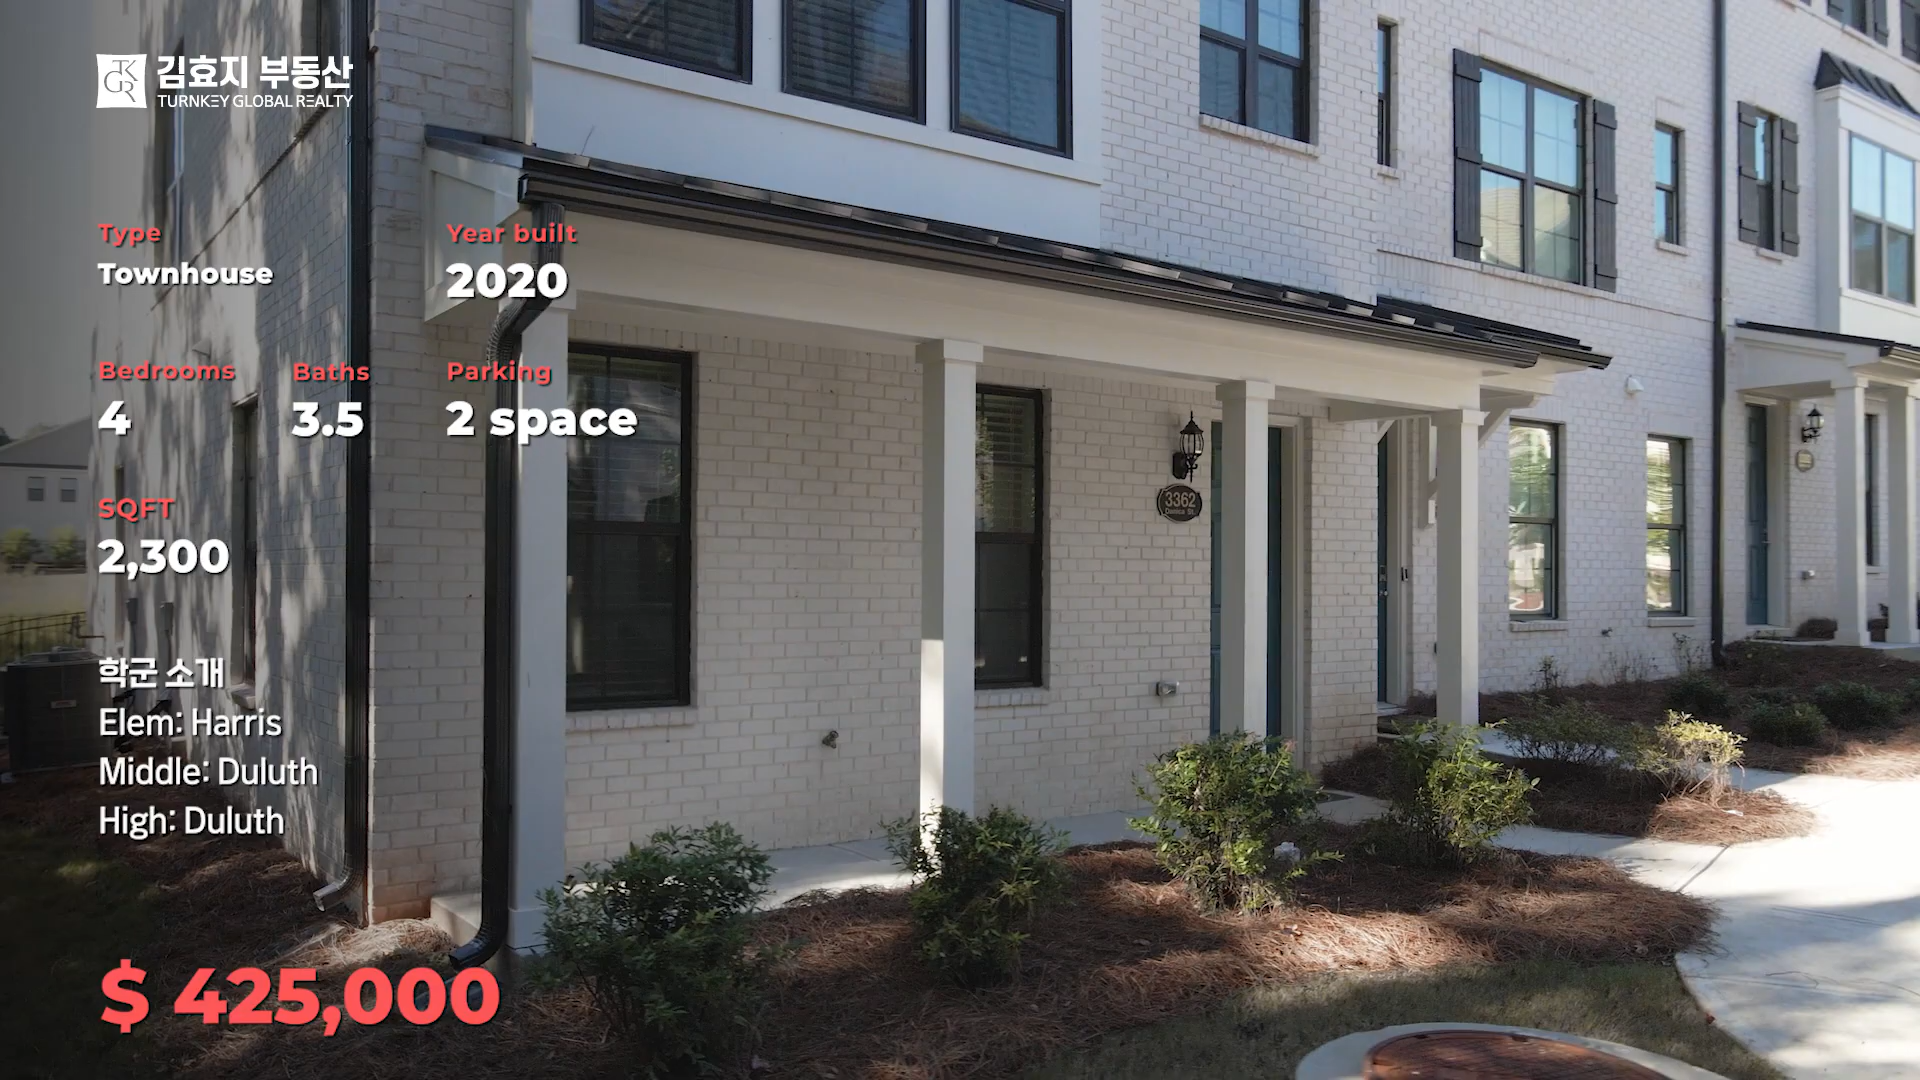 김효지 부동산
TURNKEY GLOBAL REALTY
Type
Townhouse
Year built
2020
Bedrooms
4
Baths
3.5
Parking
2 space
SQFT
2,300
3362
학군 소개
Elem: Harris
Middle: Duluth
High: Duluth
$ 425,000